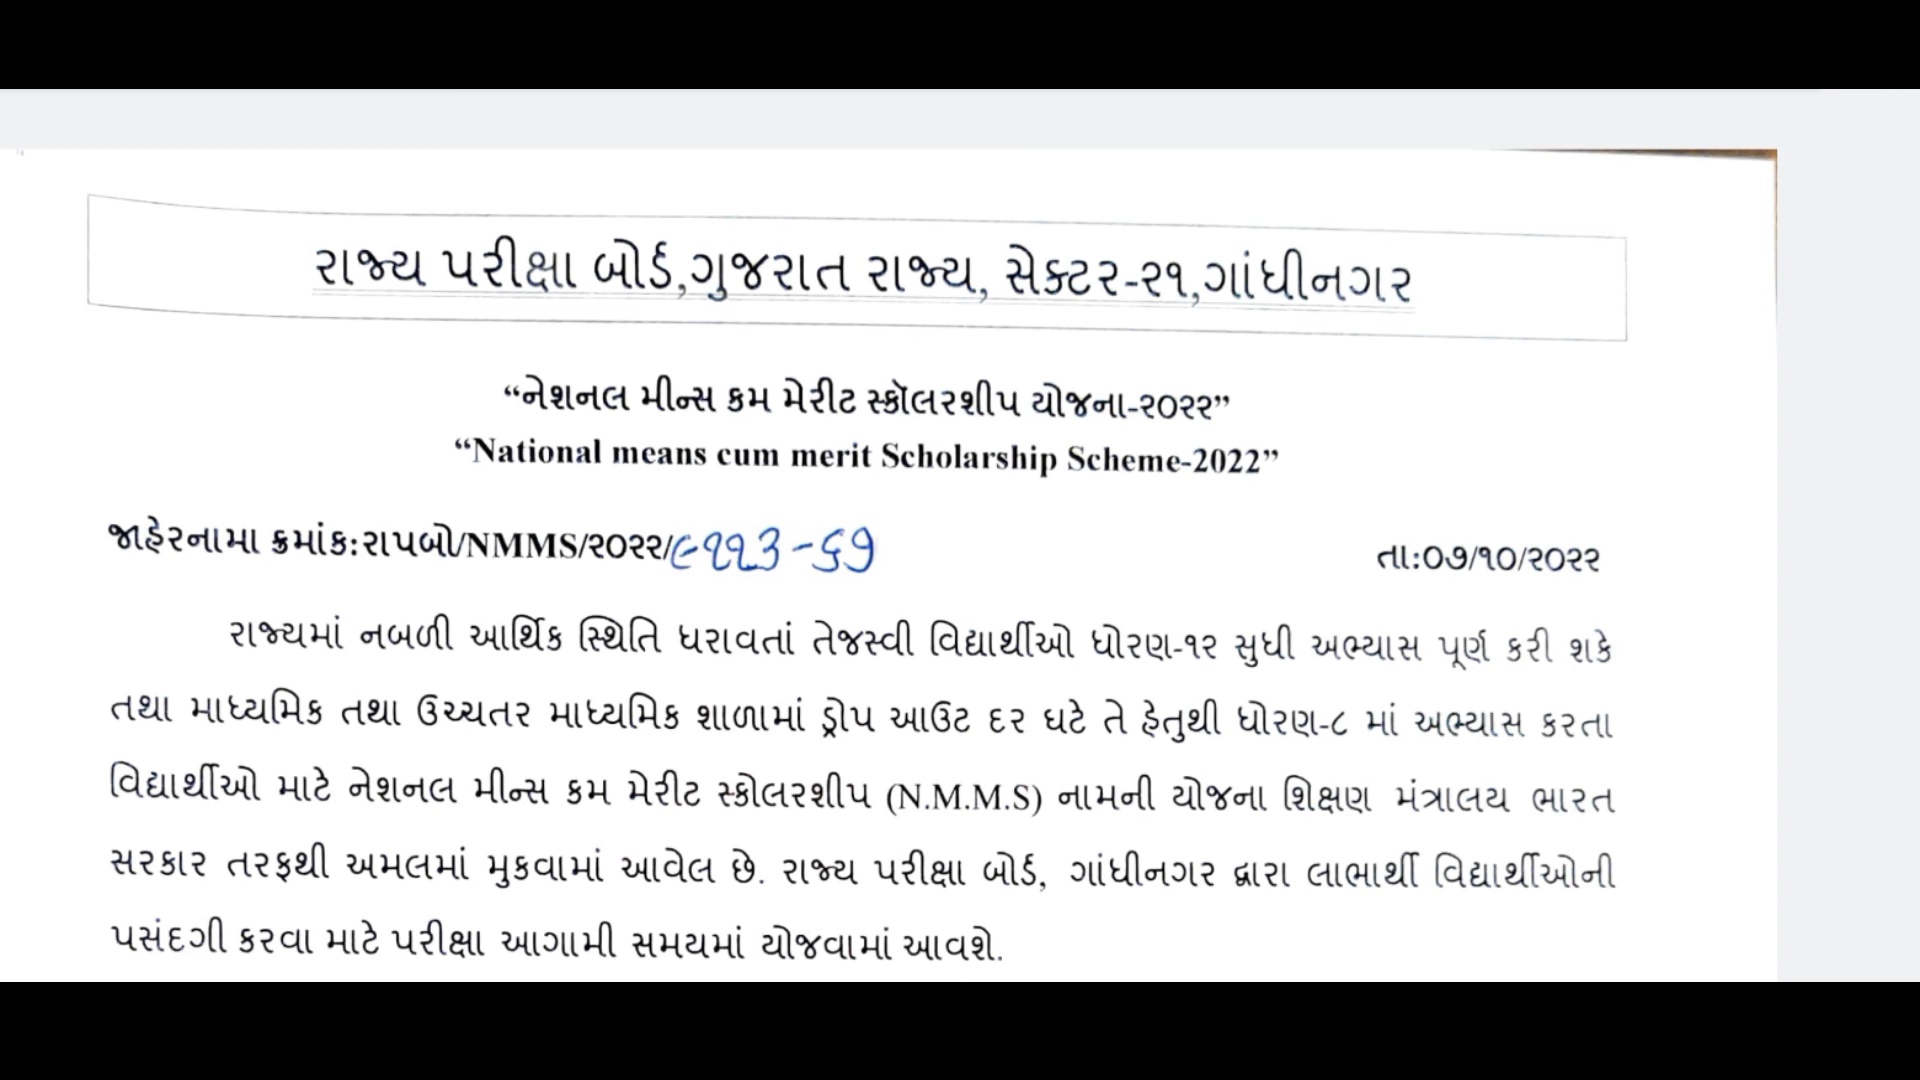 રાજ્ય પરીક્ષા બોર્ડ,ગુજરાત રાજ્ય, સેક્ટર-૨૧,ગાંધીનગર
“નેશનલ મીન્સ કમ મેરીટ સ્કૉલરશીપ યોજના-૨૦૨૨”
“National means cum merit Scholarship Scheme-2022”
જાહેરનામા ક્રમાંક:રાપબો/NMMS/૨૦૨૨/૯૧૧૩-૬૭ તા:૦૭/૧૦/૨૦૨૨
રાજ્યમાં નબળી આર્થિક સ્થિતિ ધરાવતાં તેજસ્વી વિદ્યાર્થીઓ ધોરણ-૧૨ સુધી અભ્યાસ પૂર્ણ કરી શકે
તથા માધ્યમિક તથા ઉચ્ચતર માધ્યમિક શાળામાં ડ્રોપ આઉટ દર ઘટે તે હેતુથી ધોરણ-૮ માં અભ્યાસ કરતા
વિદ્યાર્થીઓ માટે નેશનલ મીન્સ કમ મેરીટ સ્કોલરશીપ (N.M.M.S) નામની યોજના શિક્ષણ મંત્રાલય ભારત
સરકાર તરફથી અમલમાં મુકવામાં આવેલ છે. રાજ્ય પરીક્ષા બોર્ડ, ગાંધીનગર દ્વારા લાભાર્થી વિદ્યાર્થીઓની
પસંદગી કરવા માટે પરીક્ષા આગામી સમયમાં યોજવામાં આવશે.